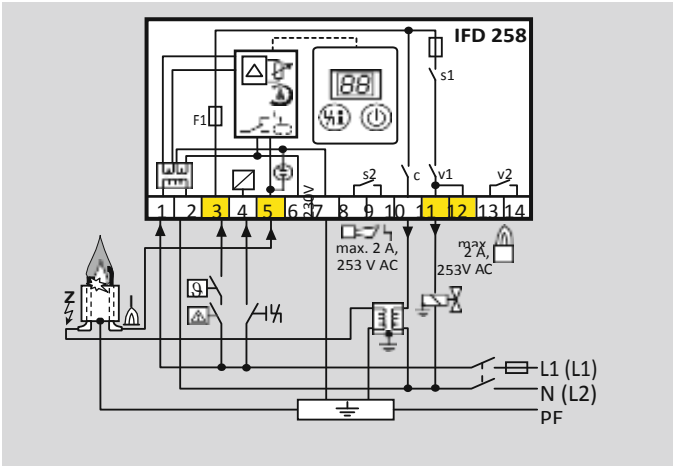 IFD 258
88
s1
F1
s2
c
v1
v2
230V
1 2 3 4 5 6 7 8 9 10 11 12 13 14
max. 2 A,
253 V AC
max
2 A,
253V AC
Z
L1 (L1)
N (L2)
PF